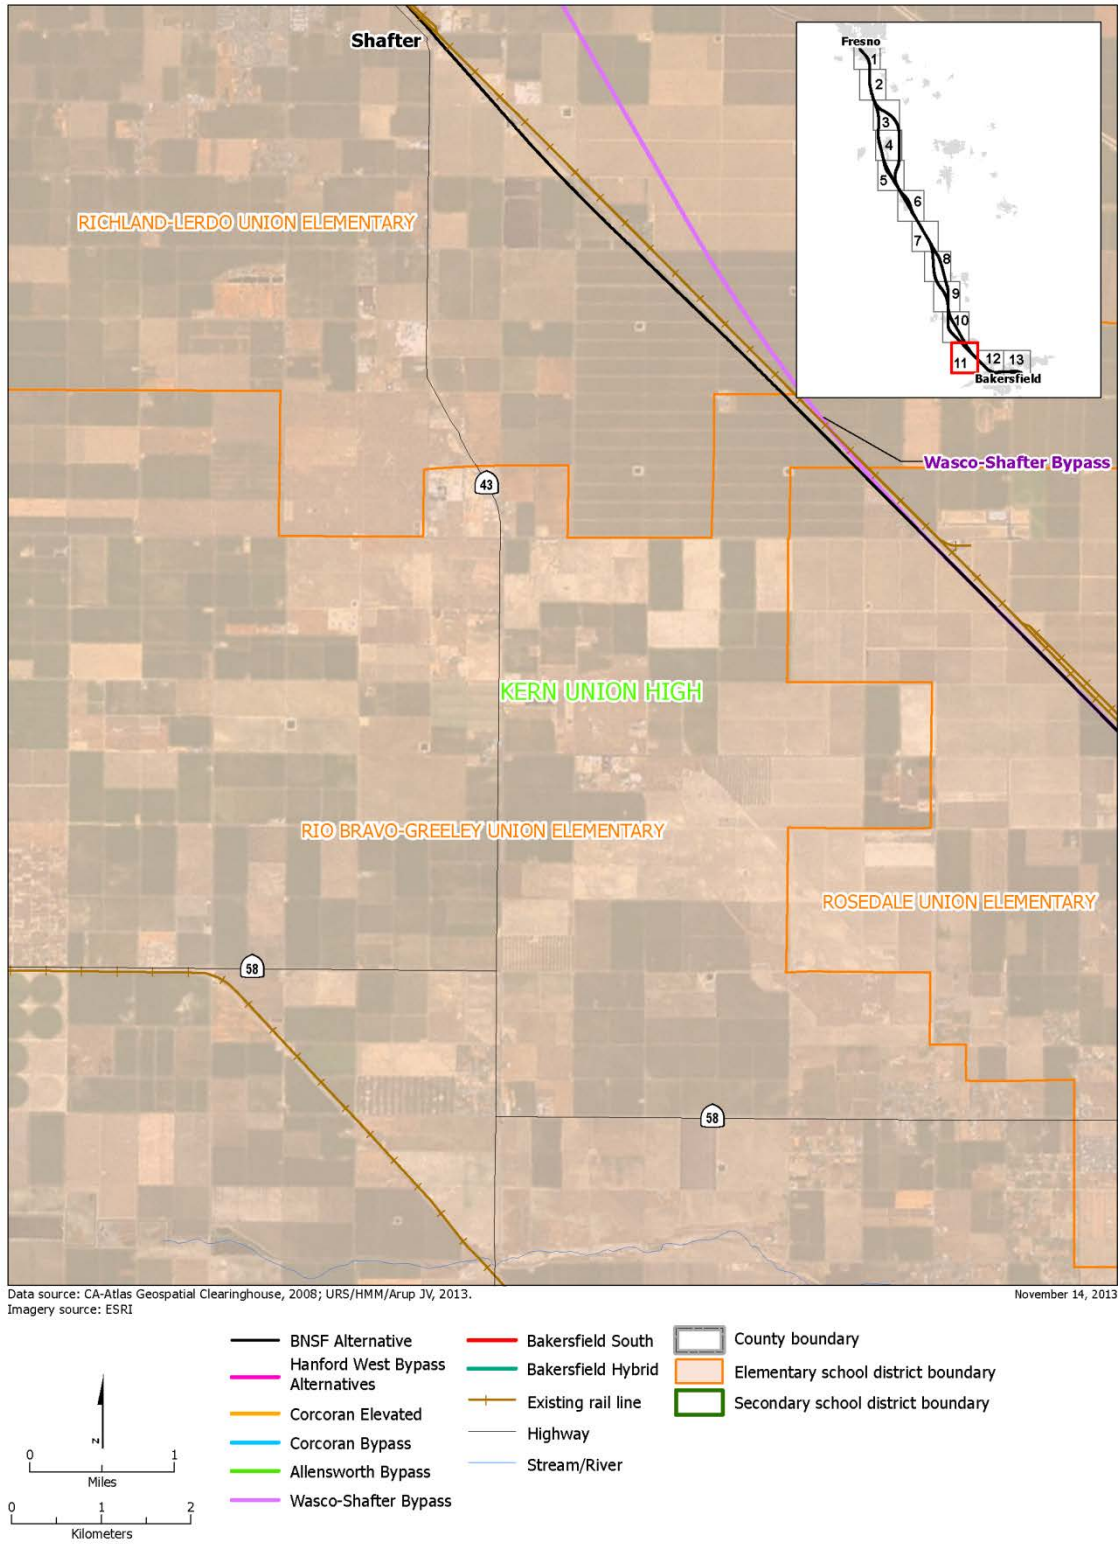 Shafter
Fresno
1
2
3
4
5
6
7
8
9
10
11
12
13
Bakersfield
RICHLAND-LERDO UNION ELEMENTARY
Wasco-Shafter Bypass
43
KERN UNION HIGH
RIO BRAVO-GREELEY UNION ELEMENTARY
ROSEDALE UNION ELEMENTARY
58
58
Data source: CA-Atlas Geospatial Clearinghouse, 2008; URS/HMM/Arup JV, 2013.
November 14, 2013
Imagery source: ESRI
BNSF Alternative
Hanford West Bypass
Alternatives
Corcoran Elevated
Corcoran Bypass
Allensworth Bypass
Wasco-Shafter Bypass
Bakersfield South
Bakersfield Hybrid
Existing rail line
Highway
Stream/River
County boundary
Elementary school district boundary
Secondary school district boundary
z
0 1
Miles
0 1 2
Kilometers